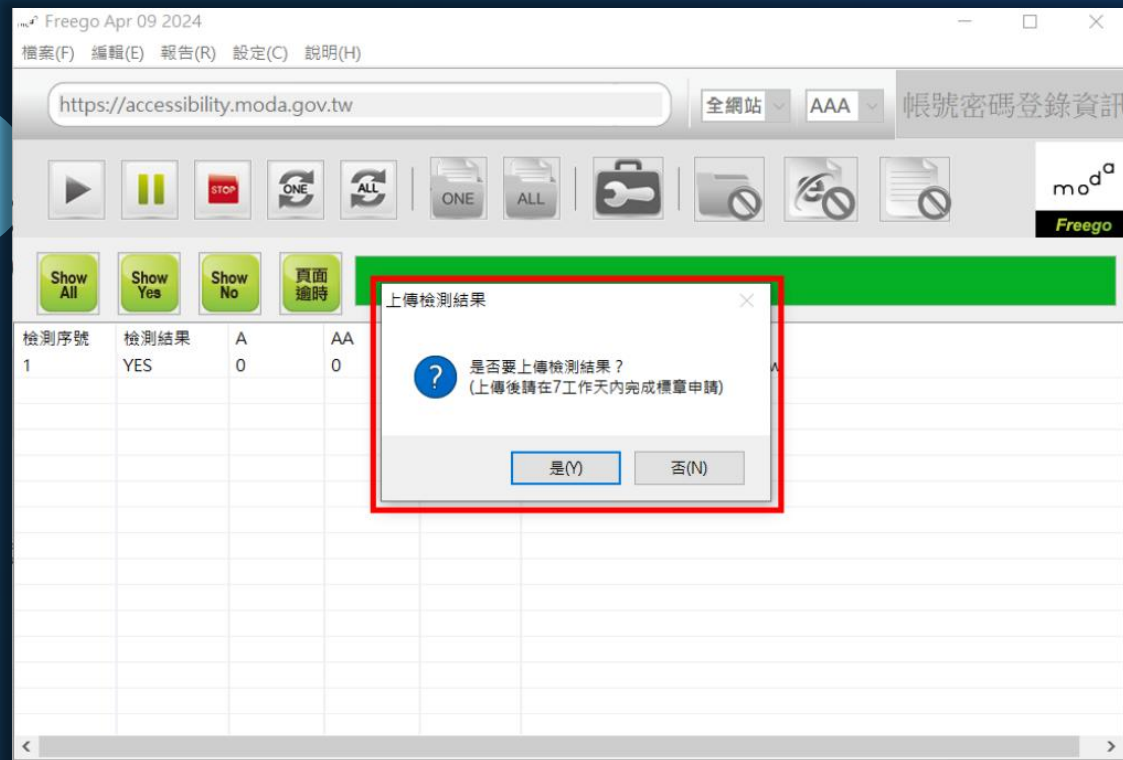 moda Freego Apr 09 2024
檔案(F) 編輯(E) 報告(R) 設定(C) 說明(H)
https://accessibility.moda.gov.tw 全網站 AAA 帳號密碼登錄資訊
STOP ONE ALL ONE ALL moda
Freego
Show All Show Yes Show No 頁面逾時
上傳檢測結果
檢測序號 檢測結果 A AA
1 YES 0 0
是否要上傳檢測結果?
(上傳後請在7工作天內完成標章申請)
是(Y) 否(N)